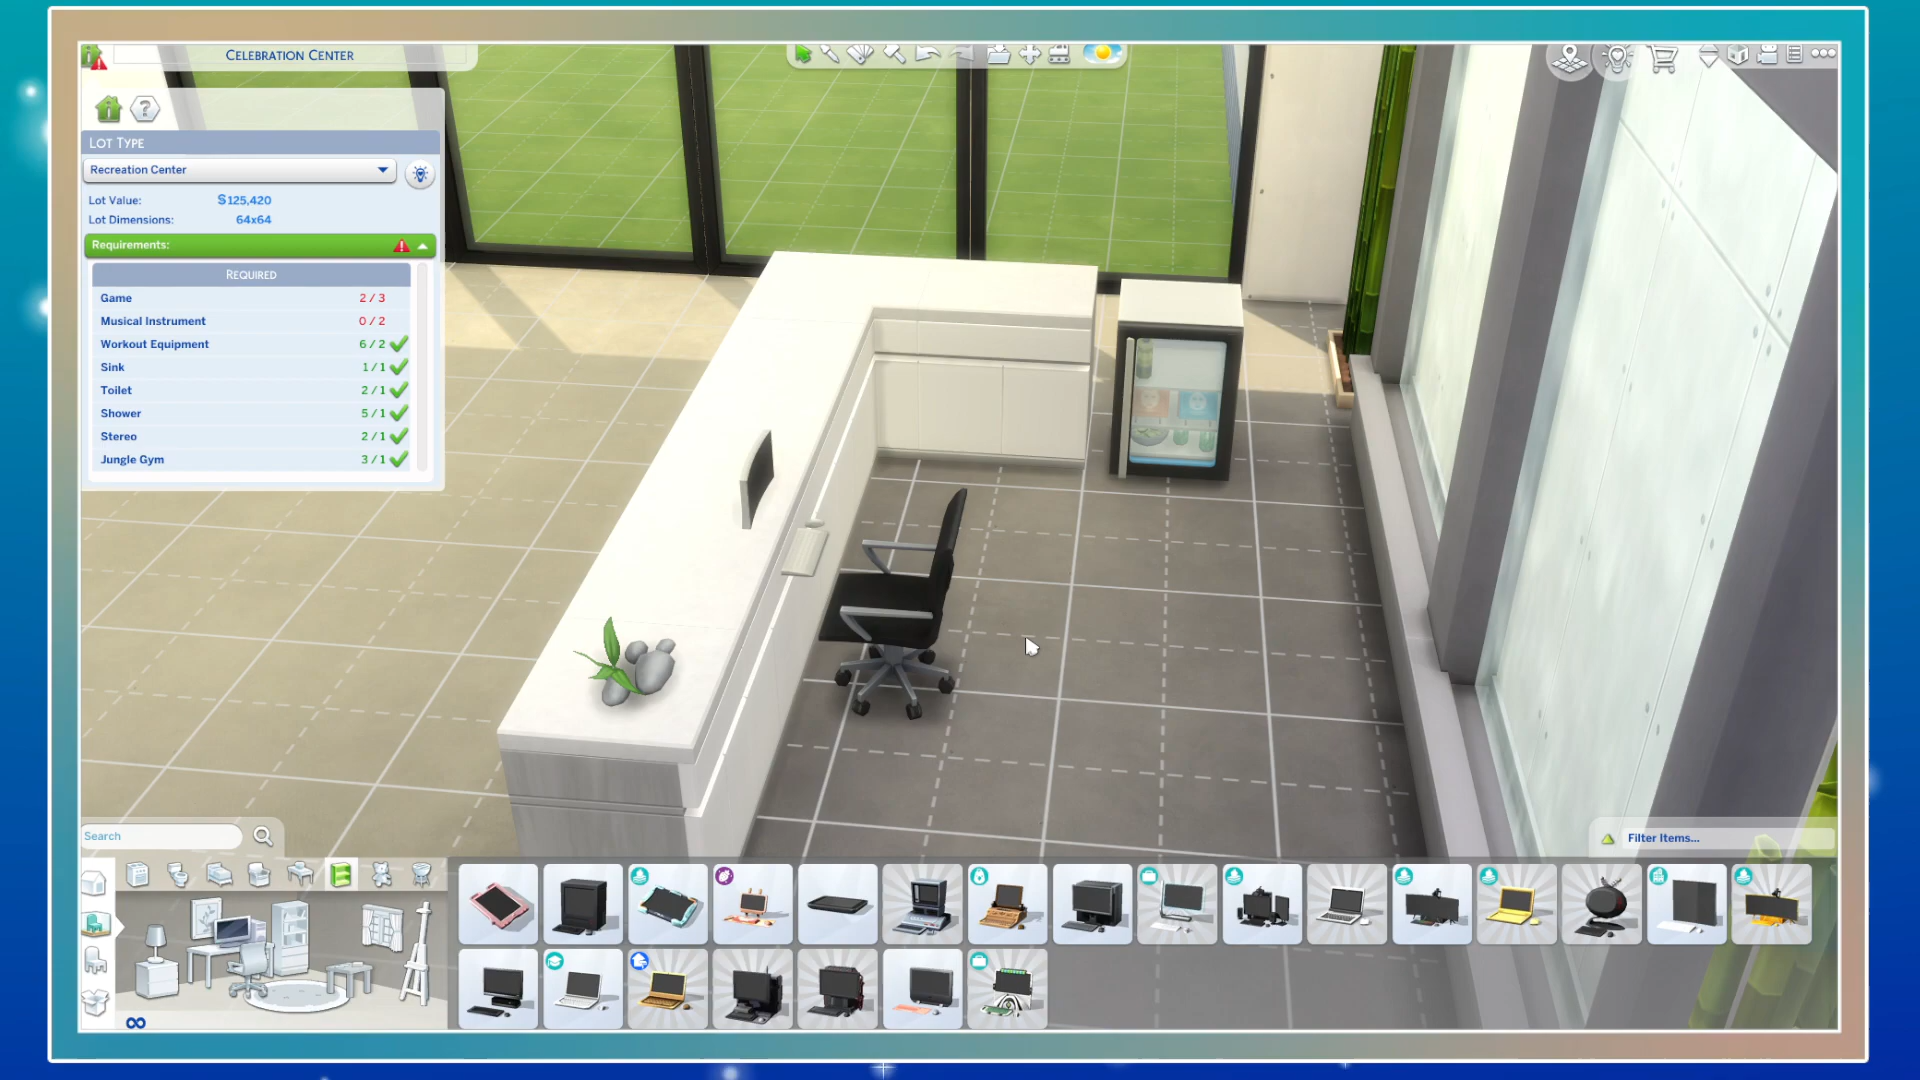 CELEBRATION CENTER
?
LOT TYPE
Recreation Center
Lot Value: §125,420
Lot Dimensions: 64x64
Requirements:
REQUIRED
Game 2 / 3
Musical Instrument 0 / 2
Workout Equipment 6 / 2
Sink 1 / 1
Toilet 2 / 1
Shower 5 / 1
Stereo 2 / 1
Jungle Gym 3 / 1
Search
Filter Items...